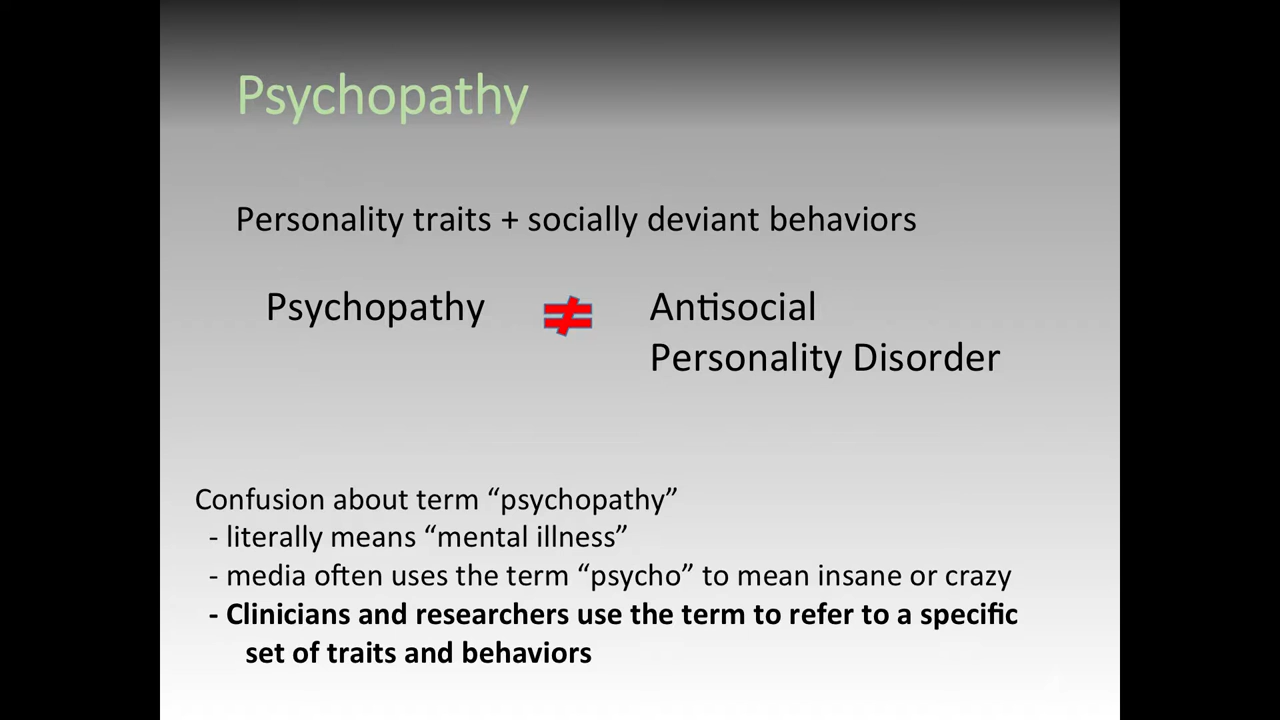 Psychopathy
Personality traits + socially deviant behaviors
Psychopathy ≠ Antisocial
Personality Disorder
Confusion about term “psychopathy”
- literally means “mental illness”
- media often uses the term “psycho” to mean insane or crazy
- Clinicians and researchers use the term to refer to a specific
set of traits and behaviors